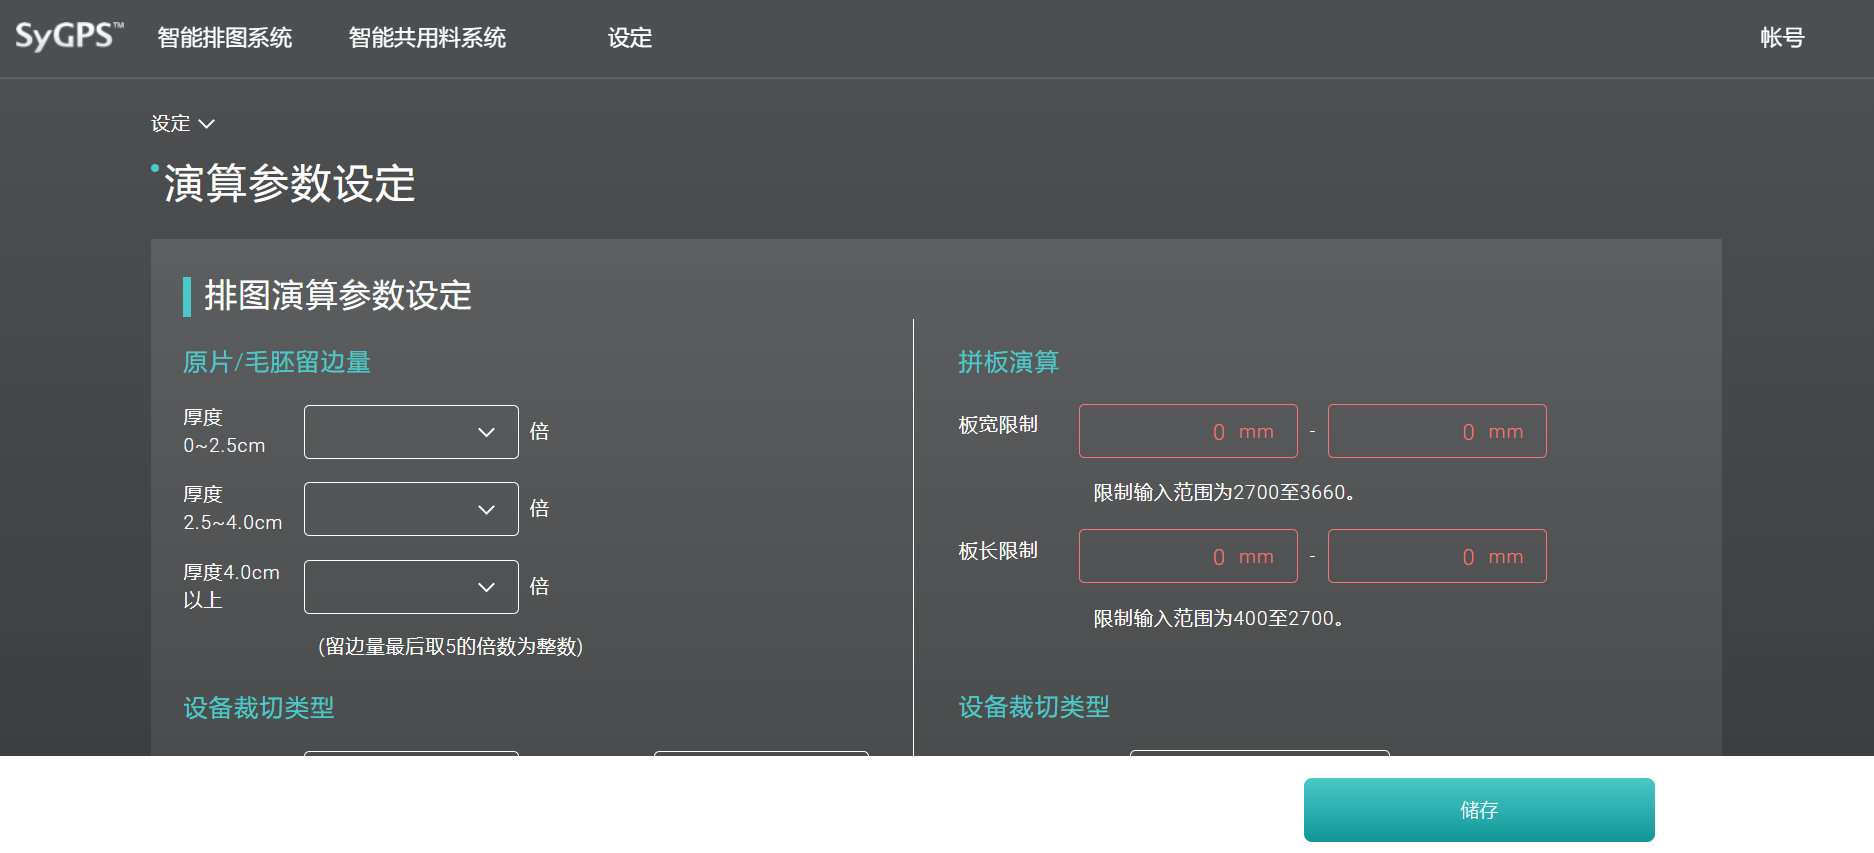 SyGPS™ 智能排图系统 智能共用料系统 设定 帐号
设定
演算参数设定
排图演算参数设定
原片/毛胚留边量
厚度
0~2.5cm
倍
厚度
2.5~4.0cm
倍
厚度4.0cm
以上
倍
(留边量最后取5的倍数为整数)
设备裁切类型
拼板演算
板宽限制
0 mm - 0 mm
限制输入范围为2700至3660。
板长限制
0 mm - 0 mm
限制输入范围为400至2700。
设备裁切类型
储存